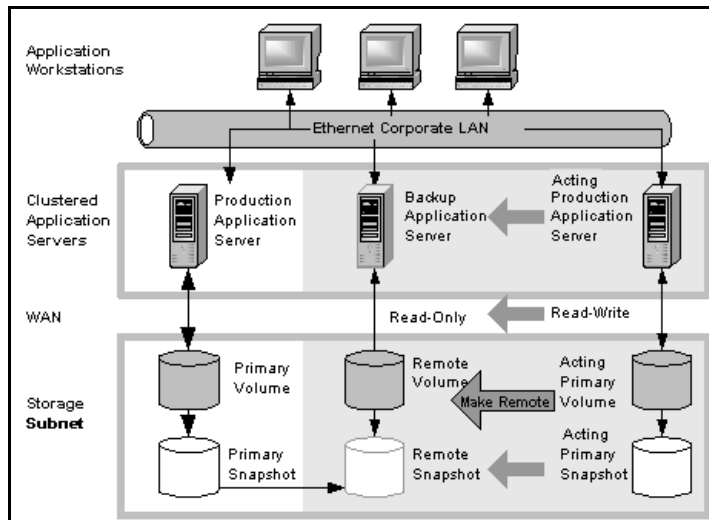 Application
Workstations
Ethernet Corporate LAN
Clustered
Application
Servers
Production
Application
Server
Backup
Application
Server
Acting
Production
Application
Server
WAN
Read-Only
Read-Write
Storage
Subnet
Primary
Volume
Remote
Volume
Make Remote
Acting
Primary
Volume
Primary
Snapshot
Remote
Snapshot
Acting
Primary
Snapshot